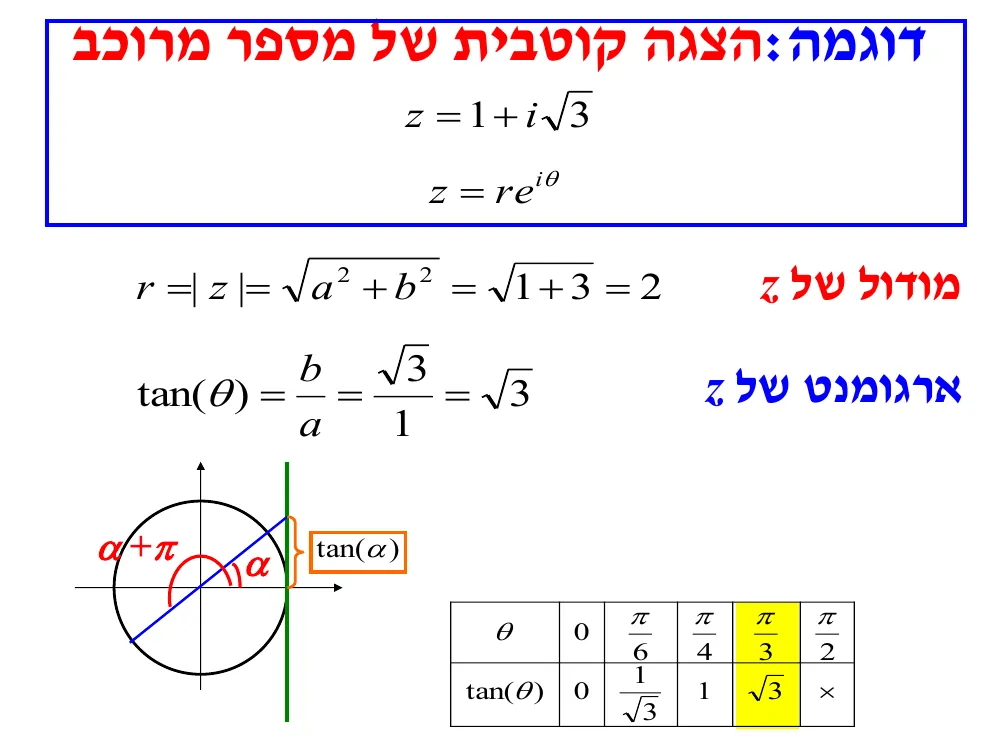 דוגמה: הצגה קוטבית של מספר מרוכב
z = 1 + i√3
z = re^{iθ}
מודול של z
r =| z |= √(a² + b²) = √(1 + 3) = 2
ארגומנט של z
tan(θ) = b/a = √3/1 = √3
α + π
α
tan(α)
θ 0 π/6 π/4 π/3 π/2
tan(θ) 0 1/√3 1 √3 ×